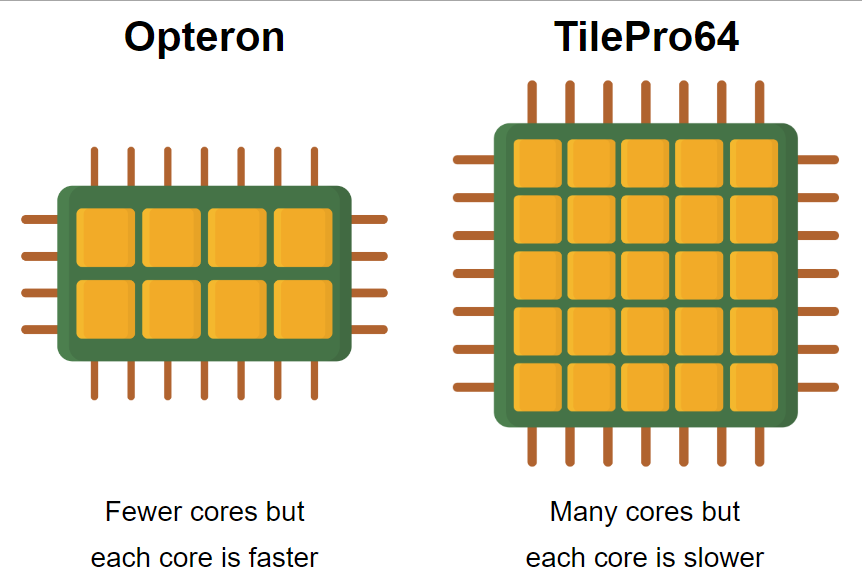 Opteron
TilePro64
Fewer cores but
each core is faster
Many cores but
each core is slower